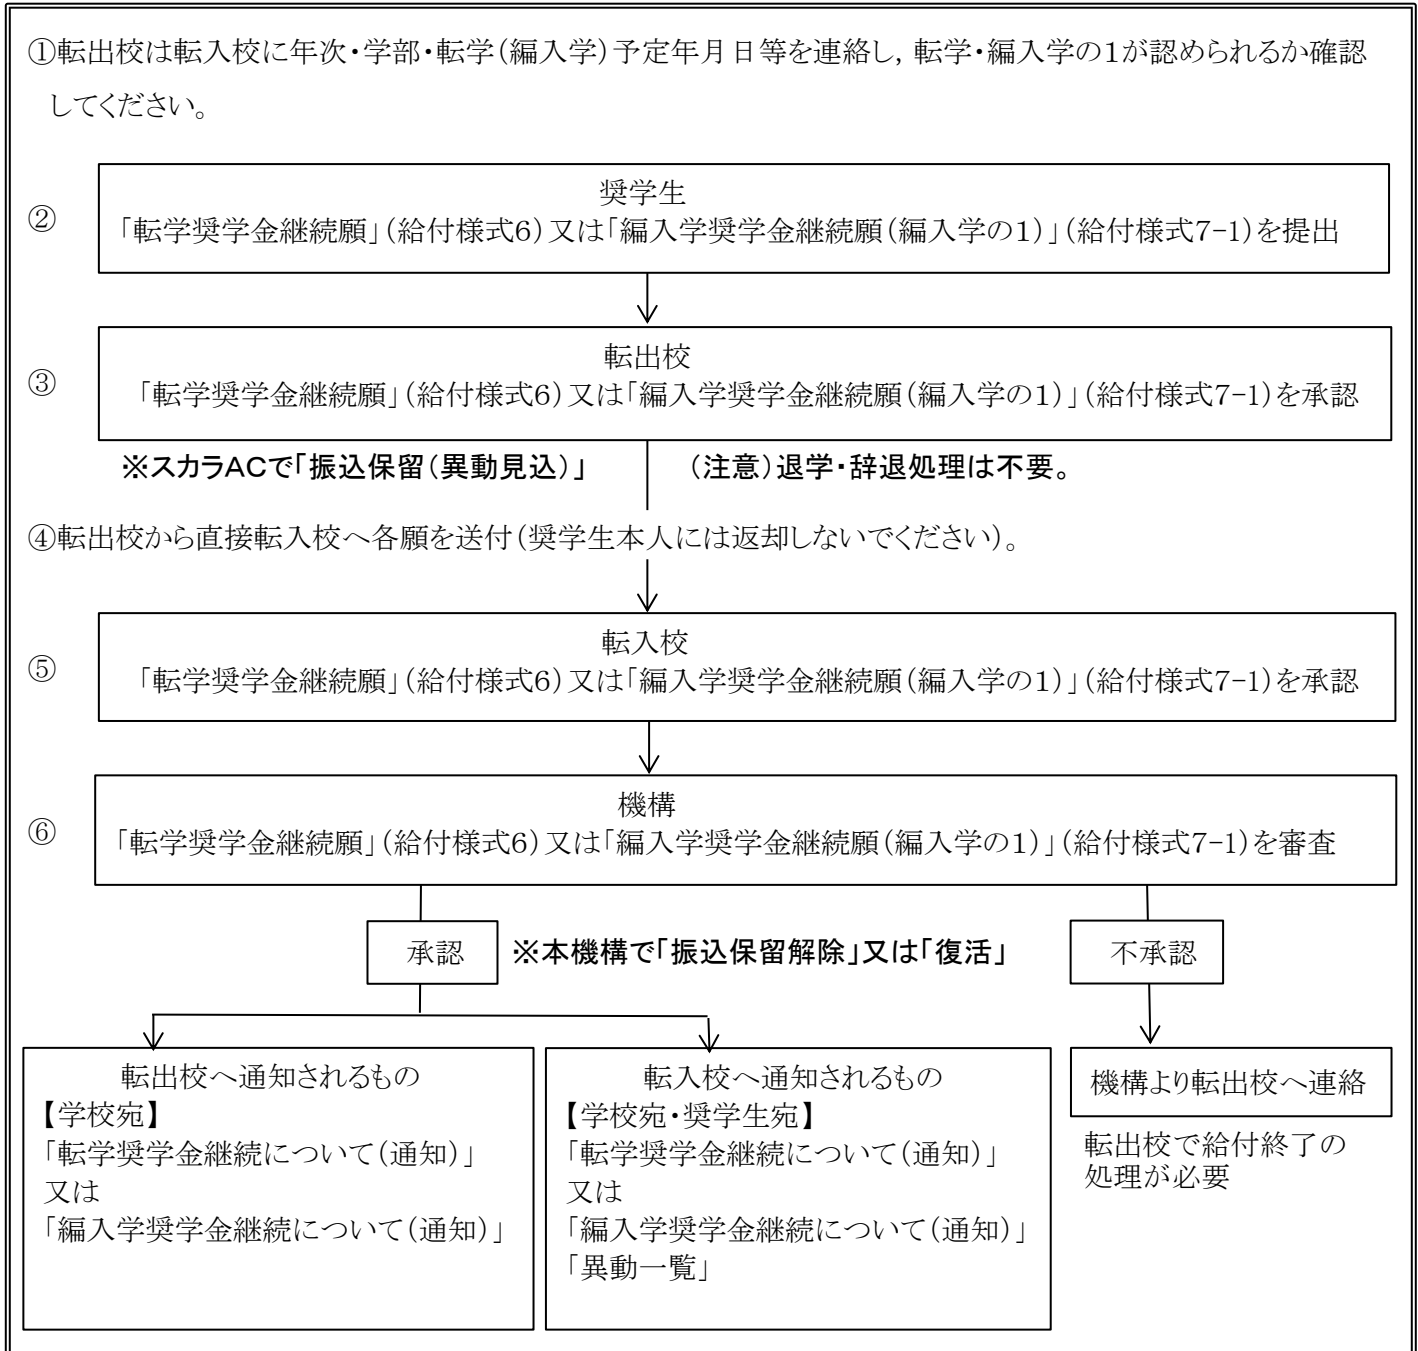 ①転出校は転入校に年次・学部・転学(編入学)予定年月日等を連絡し,転学・編入学の1が認められるか確認
してください。
②
奨学生
「転学奨学金継続願」(給付様式6)又は「編入学奨学金継続願(編入学の1)」(給付様式7-1)を提出
③
転出校
「転学奨学金継続願」(給付様式6)又は「編入学奨学金継続願(編入学の1)」(給付様式7-1)を承認
※スカラACで「振込保留(異動見込)」 (注意)退学・辞退処理は不要。
④転出校から直接転入校へ各願を送付(奨学生本人には返却しないでください)。
⑤
転入校
「転学奨学金継続願」(給付様式6)又は「編入学奨学金継続願(編入学の1)」(給付様式7-1)を承認
⑥
機構
「転学奨学金継続願」(給付様式6)又は「編入学奨学金継続願(編入学の1)」(給付様式7-1)を審査
承認
※本機構で「振込保留解除」又は「復活」
不承認
転出校へ通知されるもの
【学校宛】
「転学奨学金継続について(通知)」
又は
「編入学奨学金継続について(通知)」
転入校へ通知されるもの
【学校宛・奨学生宛】
「転学奨学金継続について(通知)」
又は
「編入学奨学金継続について(通知)」
「異動一覧」
機構より転出校へ連絡
転出校で給付終了の
処理が必要